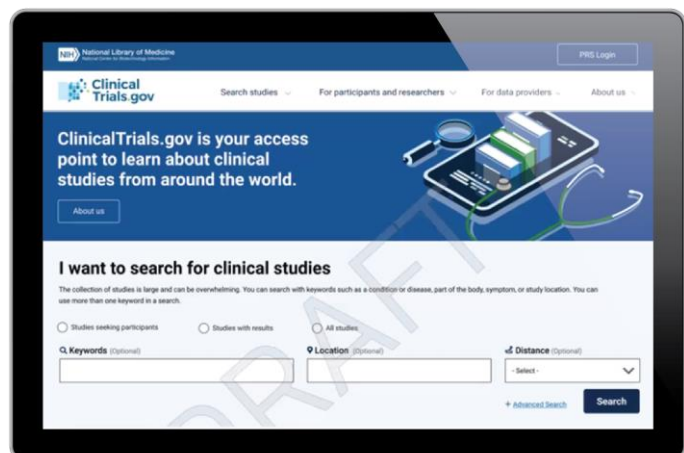 NIH National Library of Medicine
National Center for Biotechnology Information
PRS Login
Clinical
Trials.gov
Search studies
For participants and researchers
For data providers
About us
ClinicalTrials.gov is your access
point to learn about clinical
studies from around the world.
About us
I want to search for clinical studies
The collection of studies is large and can be overwhelming. You can search with keywords such as a condition or disease, part of the body, symptom, or study location. You can
use more than one keyword in a search.
Studies seeking participants
Studies with results
All studies
Keywords (Optional)
Location (Optional)
Distance (Optional)
- Select -
+ Advanced Search
Search
DRAFT